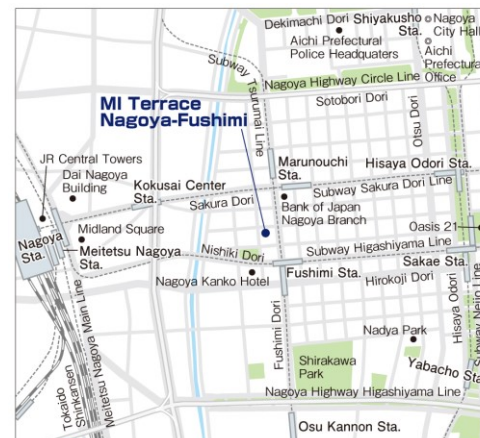 Dekimachi Dori
Shiyakusho
Sta.
Nagoya
City Hall
Aichi Prefectural
Police Headquaters
Aichi
Prefectural
Office
Subway Tsurumai Line
Nagoya Highway Circle Line
Sotobori Dori
Otsu Dori
MI Terrace
Nagoya-Fushimi
JR Central Towers
Dai Nagoya
Building
Kokusai Center
Sta.
Marunouchi
Sta.
Hisaya Odori Sta.
Subway Sakura Dori Line
Sakura Dori
Bank of Japan
Nagoya Branch
Oasis 21
Nagoya
Sta.
Midland Square
Meitetsu Nagoya
Sta.
Nishiki Dori
Subway Higashiyama Line
Nagoya Kanko Hotel
Fushimi Sta.
Sakae Sta.
Hirokoji Dori
Hisaya Odori
Subway Neijo Line
Tokaido
Shinkansen
Meitetsu Nagoya Main Line
Fushimi Dori
Nadya Park
Shirakawa
Park
Yabacho Sta.
Nagoya Highway Higashiyama Line
Osu Kannon Sta.